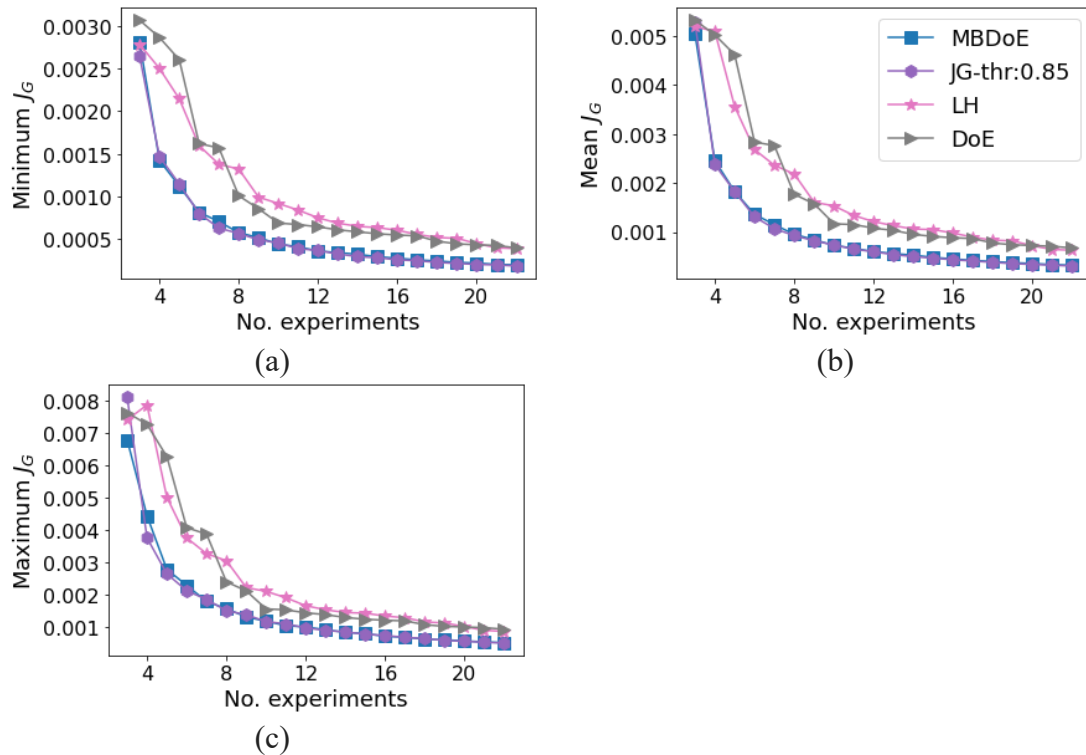 0.0030
0.0025
0.0020
0.0015
0.0010
0.0005
Minimum J_G
4 8 12 16 20
No. experiments
(a)
0.005
0.004
0.003
0.002
0.001
Mean J_G
MBDoE
JG-thr:0.85
LH
DoE
4 8 12 16 20
No. experiments
(b)
0.008
0.007
0.006
0.005
0.004
0.003
0.002
0.001
Maximum J_G
4 8 12 16 20
No. experiments
(c)